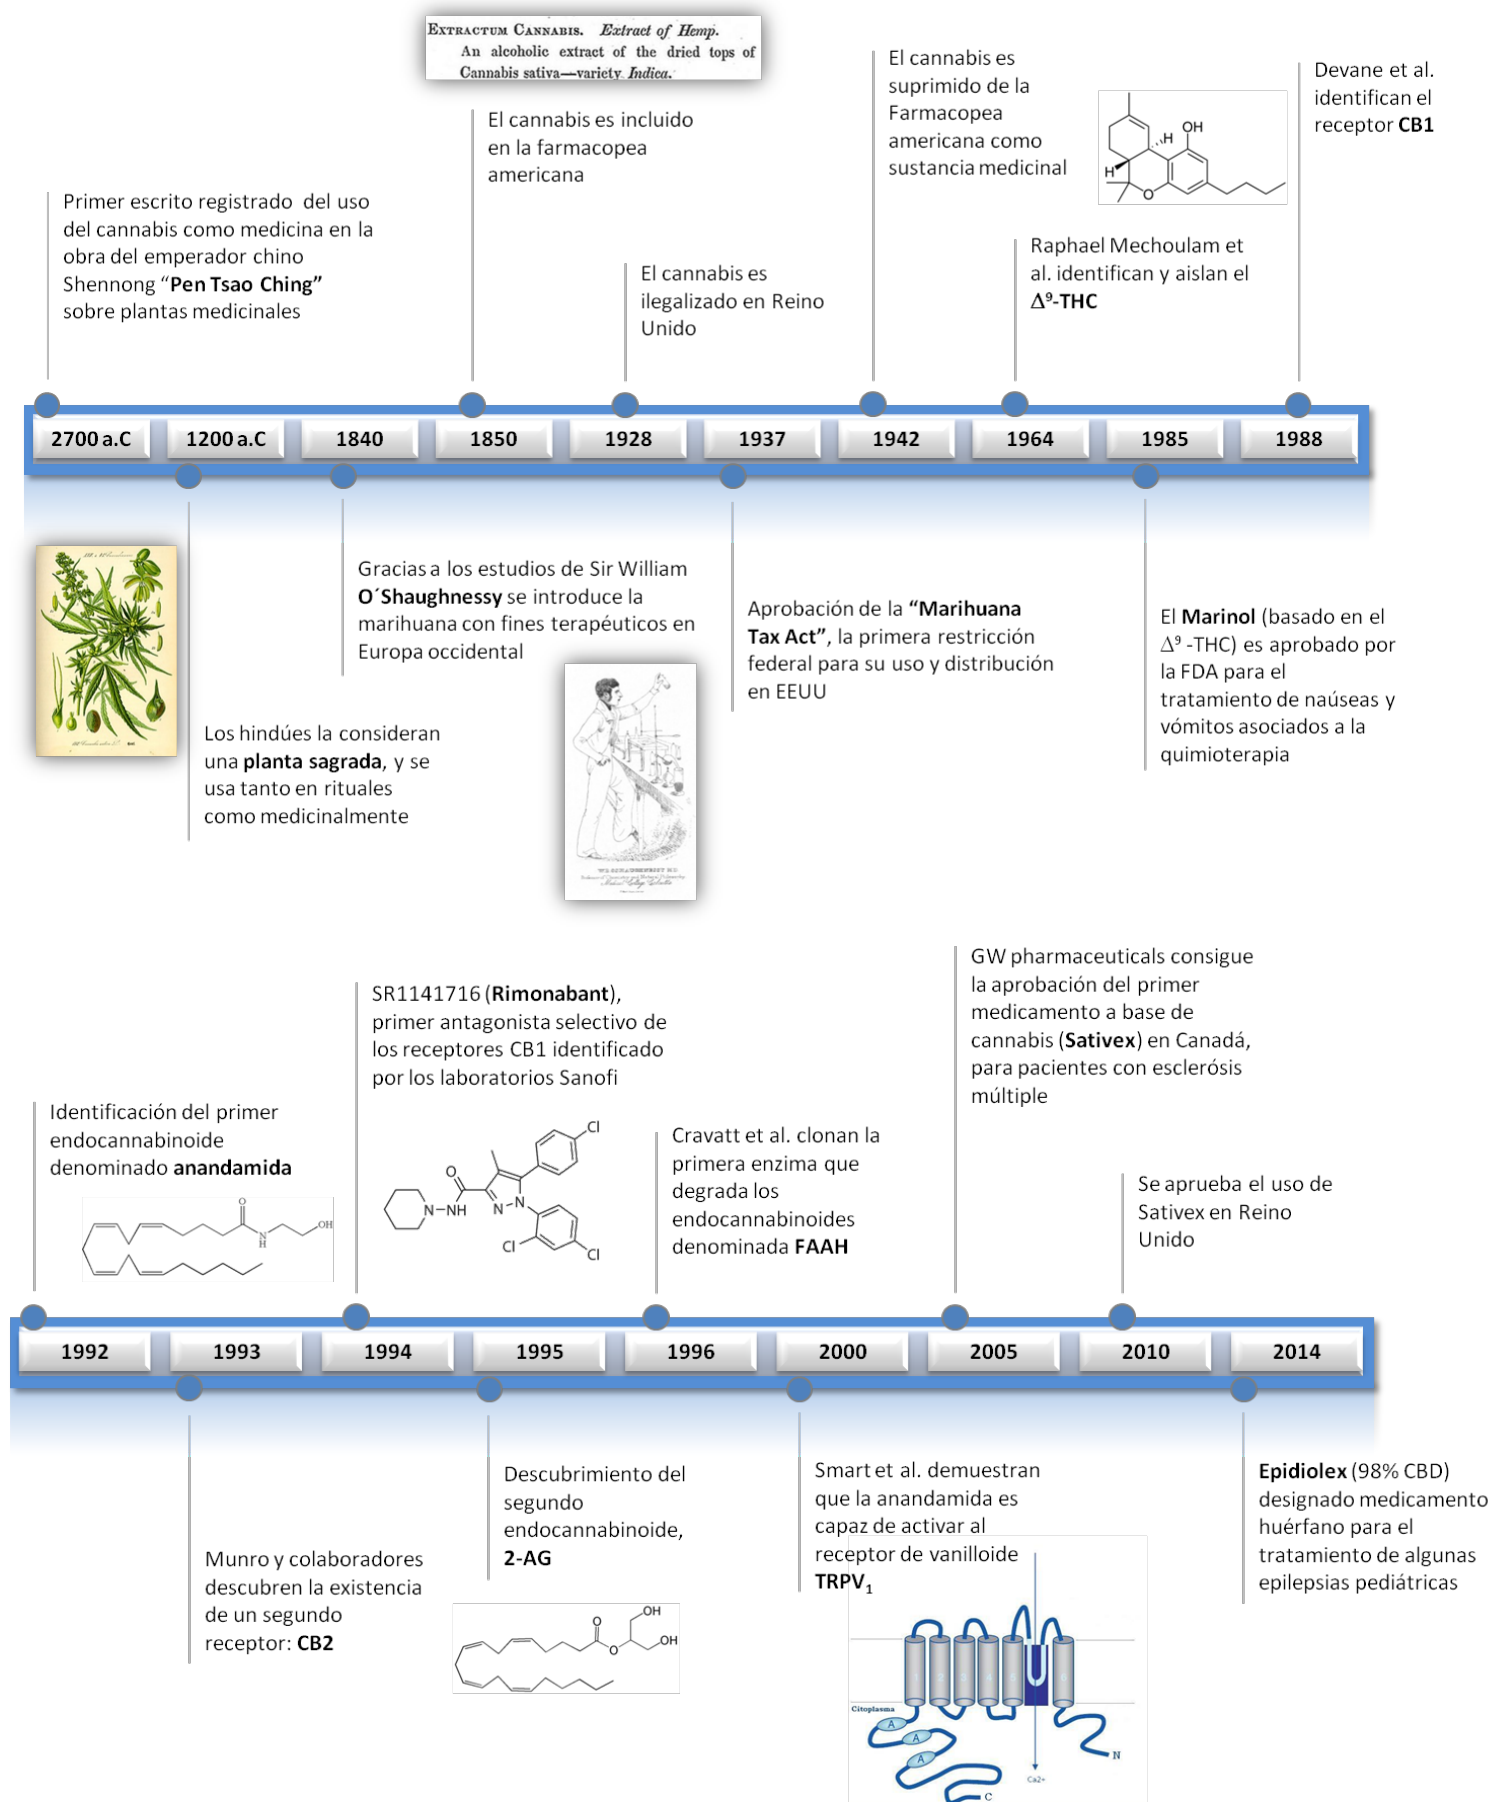 EXTRACTUM CANNABIS. Extract of Hemp.
An alcoholic extract of the dried tops of
Cannabis sativa—variety Indica.
El cannabis es incluido
en la farmacopea
americana
El cannabis es
suprimido de la
Farmacopea
americana como
sustancia medicinal
OH
H
H
O
Devane et al.
identifican el
receptor CB1
Primer escrito registrado del uso
del cannabis como medicina en la
obra del emperador chino
Shennong “Pen Tsao Ching”
sobre plantas medicinales
El cannabis es
ilegalizado en Reino
Unido
Raphael Mechoulam et
al. identifican y aislan el
Δ⁹-THC
2700 a.C
1200 a.C
1840
1850
1928
1937
1942
1964
1985
1988
Gracias a los estudios de Sir William
O´Shaughnessy se introduce la
marihuana con fines terapéuticos en
Europa occidental
Los hindúes la consideran
una planta sagrada, y se
usa tanto en rituales
como medicinalmente
Aprobación de la “Marihuana
Tax Act”, la primera restricción
federal para su uso y distribución
en EEUU
El Marinol (basado en el
Δ⁹ -THC) es aprobado por
la FDA para el
tratamiento de naúseas y
vómitos asociados a la
quimioterapia
Identificación del primer
endocannabinoide
denominado anandamida
O
N
H
OH
SR1141716 (Rimonabant),
primer antagonista selectivo de
los receptores CB1 identificado
por los laboratorios Sanofi
Cl
O
N–NH
N
N
Cl
Cl
Cravatt et al. clonan la
primera enzima que
degrada los
endocannabinoides
denominada FAAH
GW pharmaceuticals consigue
la aprobación del primer
medicamento a base de
cannabis (Sativex) en Canadá,
para pacientes con esclerósis
múltiple
Se aprueba el uso de
Sativex en Reino
Unido
1992
1993
1994
1995
1996
2000
2005
2010
2014
Munro y colaboradores
descubren la existencia
de un segundo
receptor: CB2
Descubrimiento del
segundo
endocannabinoide,
2-AG
O
O
OH
OH
Smart et al. demuestran
que la anandamida es
capaz de activar al
receptor de vanilloide
TRPV₁
1
2
3
4
5
6
Citoplasma
A
A
A
N
C
Ca2+
Epidiolex (98% CBD)
designado medicamento
huérfano para el
tratamiento de algunas
epilepsias pediátricas